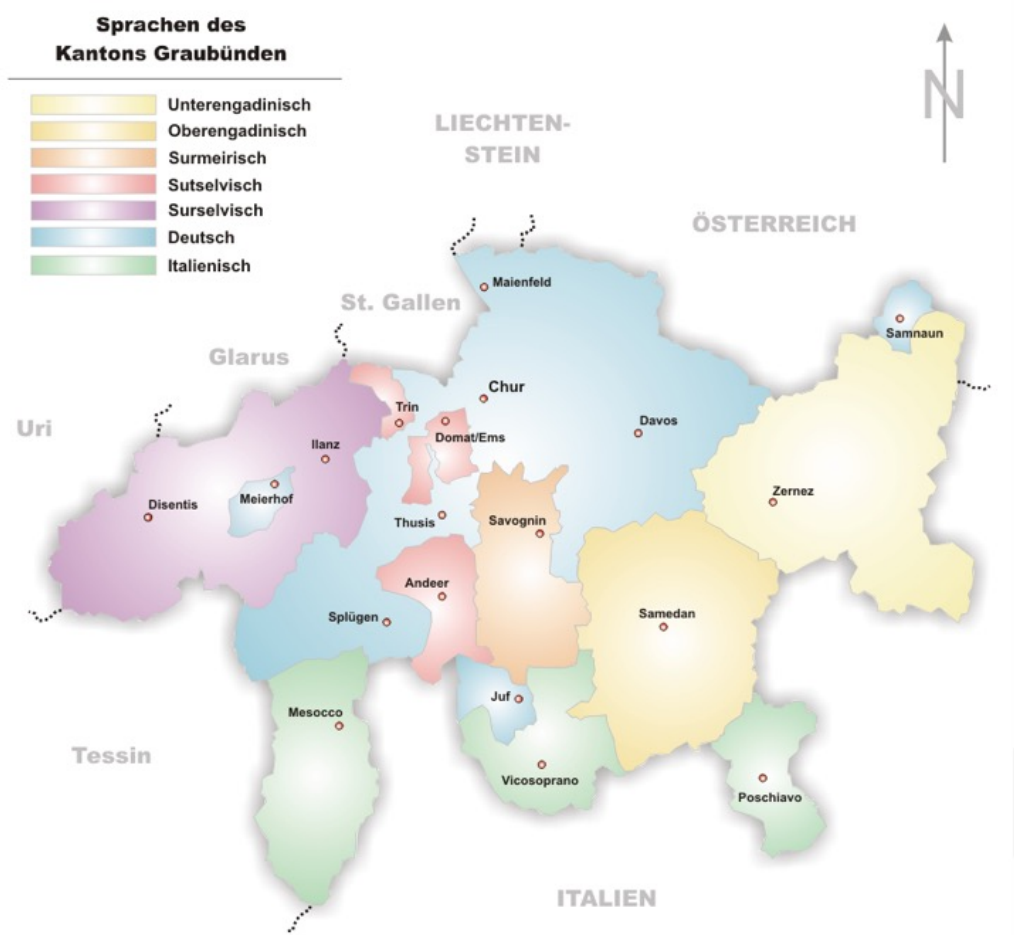 Sprachen des
Kantons Graubünden
Unterengadinisch
Oberengadinisch
Surmeirisch
Sutselvisch
Surselvisch
Deutsch
Italienisch
N
LIECHTEN-
STEIN
ÖSTERREICH
St. Gallen
Glarus
Uri
Tessin
ITALIEN
Maienfeld
Samnaun
Chur
Trin
Davos
Domat/Ems
Ilanz
Meierhof
Disentis
Zernez
Thusis
Savognin
Andeer
Splügen
Samedan
Juf
Mesocco
Vicosoprano
Poschiavo